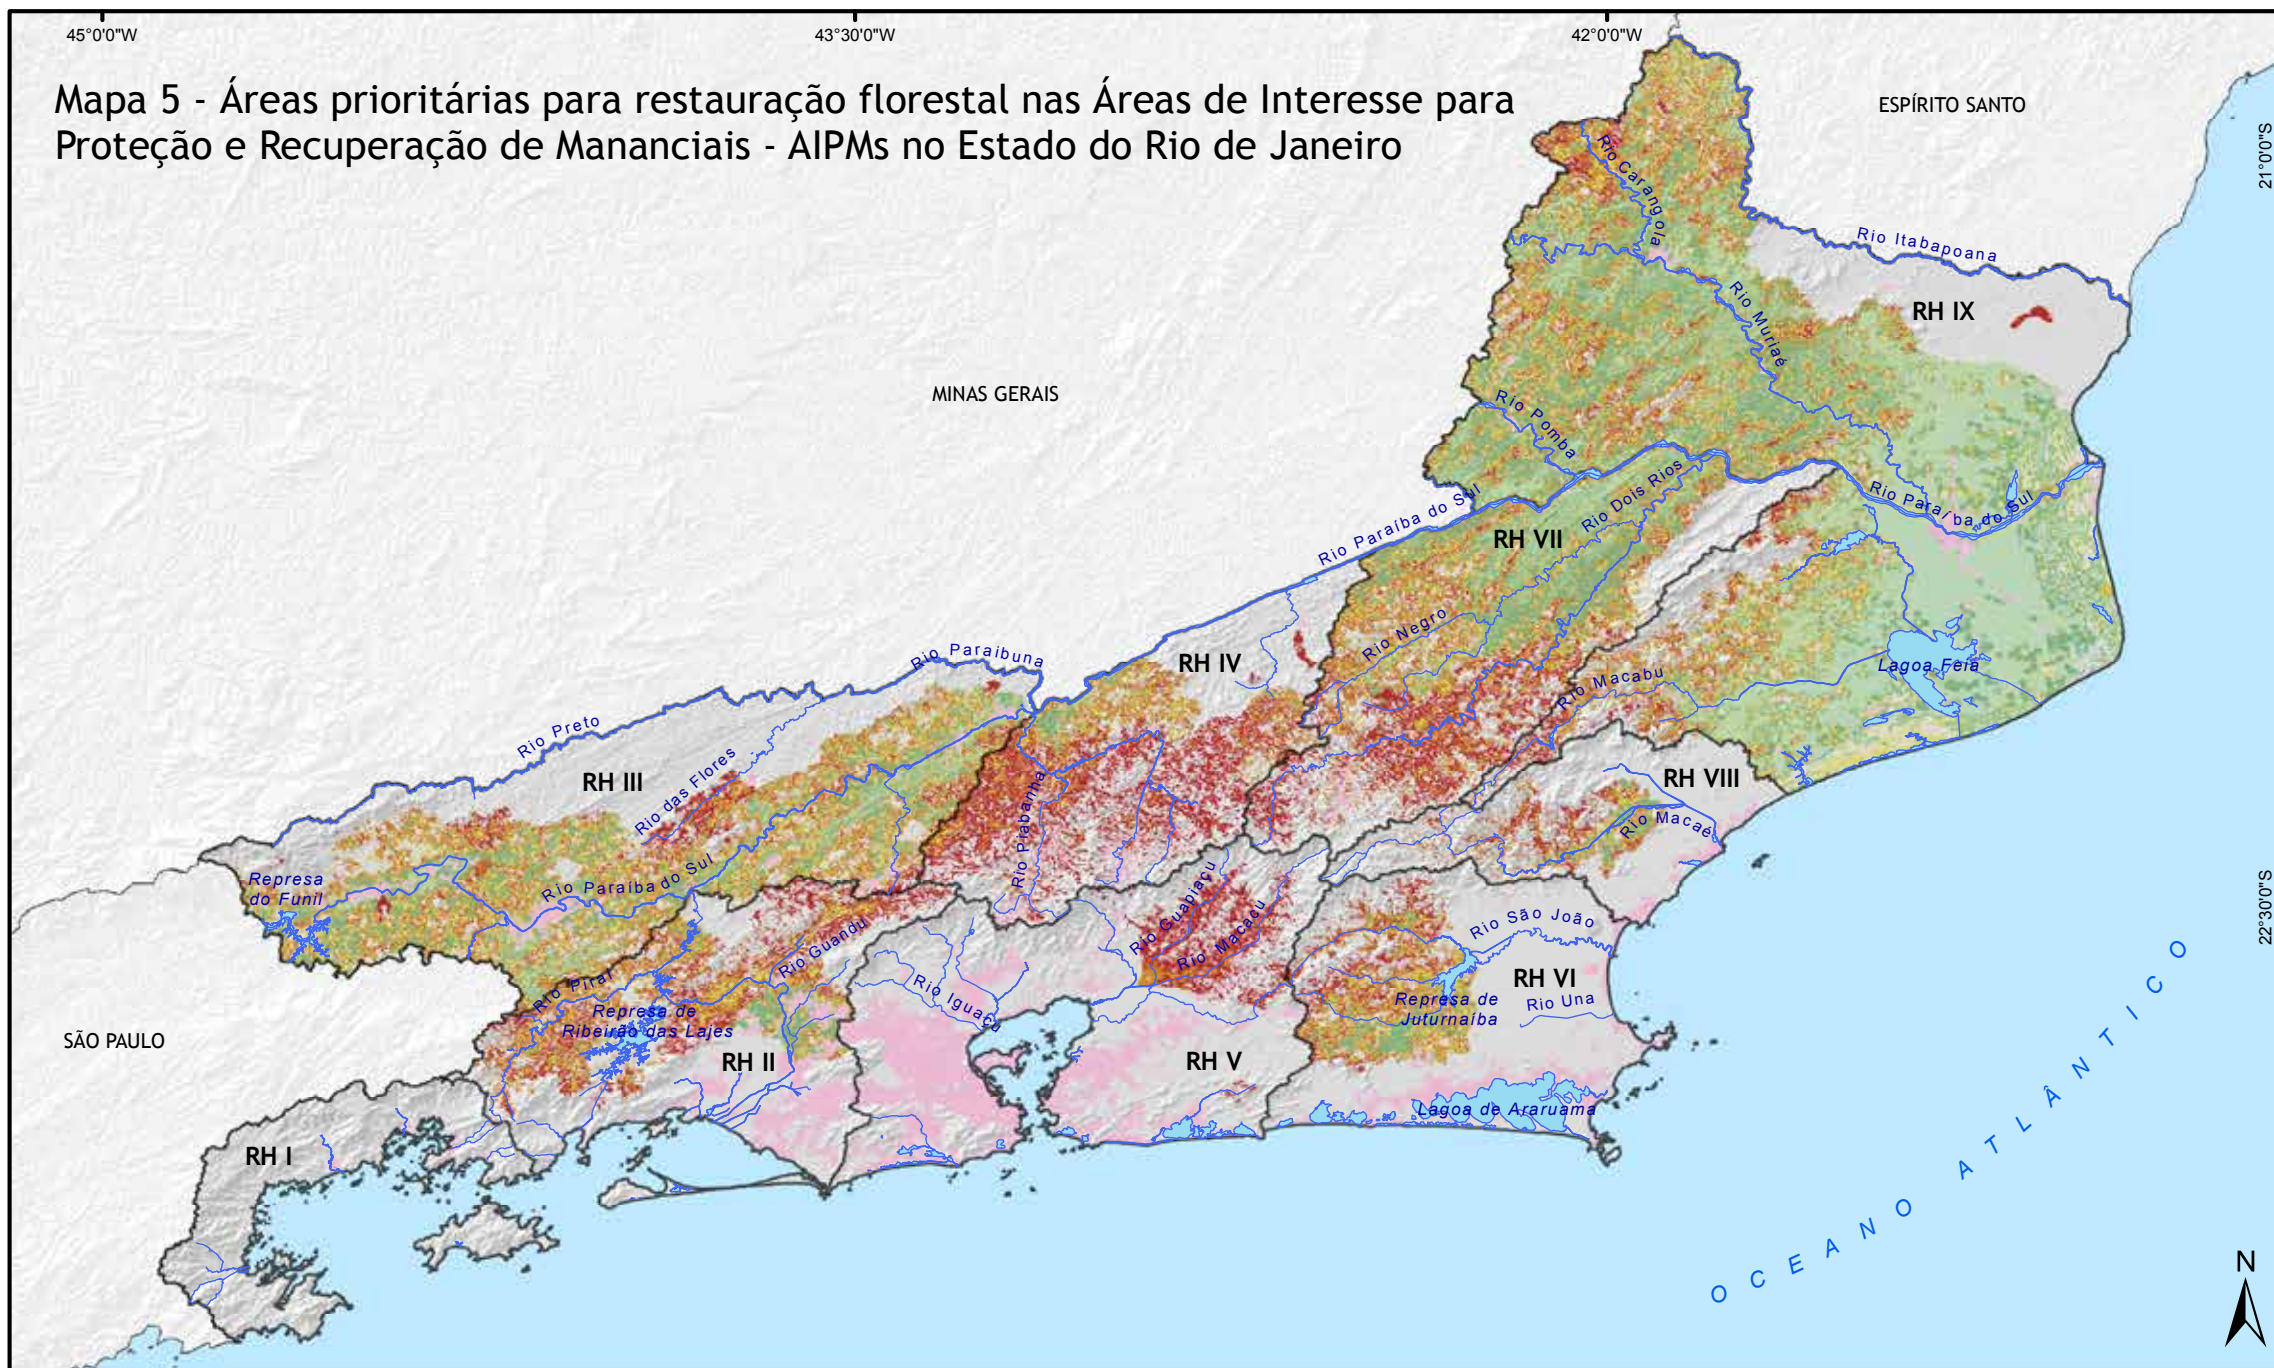 45°0'0"W
43°30'0"W
42°0'0"W
Mapa 5 - Áreas prioritárias para restauração florestal nas Áreas de Interesse para
Proteção e Recuperação de Mananciais - AIPMs no Estado do Rio de Janeiro
ESPÍRITO SANTO
21°0'0"S
Rio Carangola
Rio Itabapoana
RH IX
Rio Muriaé
MINAS GERAIS
Rio Pomba
Rio Paraíba do Sul
Rio Dois Rios
Rio Paraíba do Sul
RH VII
Rio Negro
Rio Paraibuna
RH IV
Lagoa Feia
Rio Macabu
Rio Preto
RH III
Rio das Flores
RH VIII
Rio Piabanha
Rio Macaé
Represa
do Funil
Rio Paraíba do Sul
Rio Guapiaçu
Rio Macacu
Rio Guandu
Rio São João
22°30'0"S
RH VI
Rio Piraí
Rio Iguaçu
Represa de
Juturnaíba
Rio Una
Represa de
Ribeirão das Lajes
SÃO PAULO
RH II
RH V
Lagoa de Araruama
RH I
OCEANO ATLÂNTICO
N